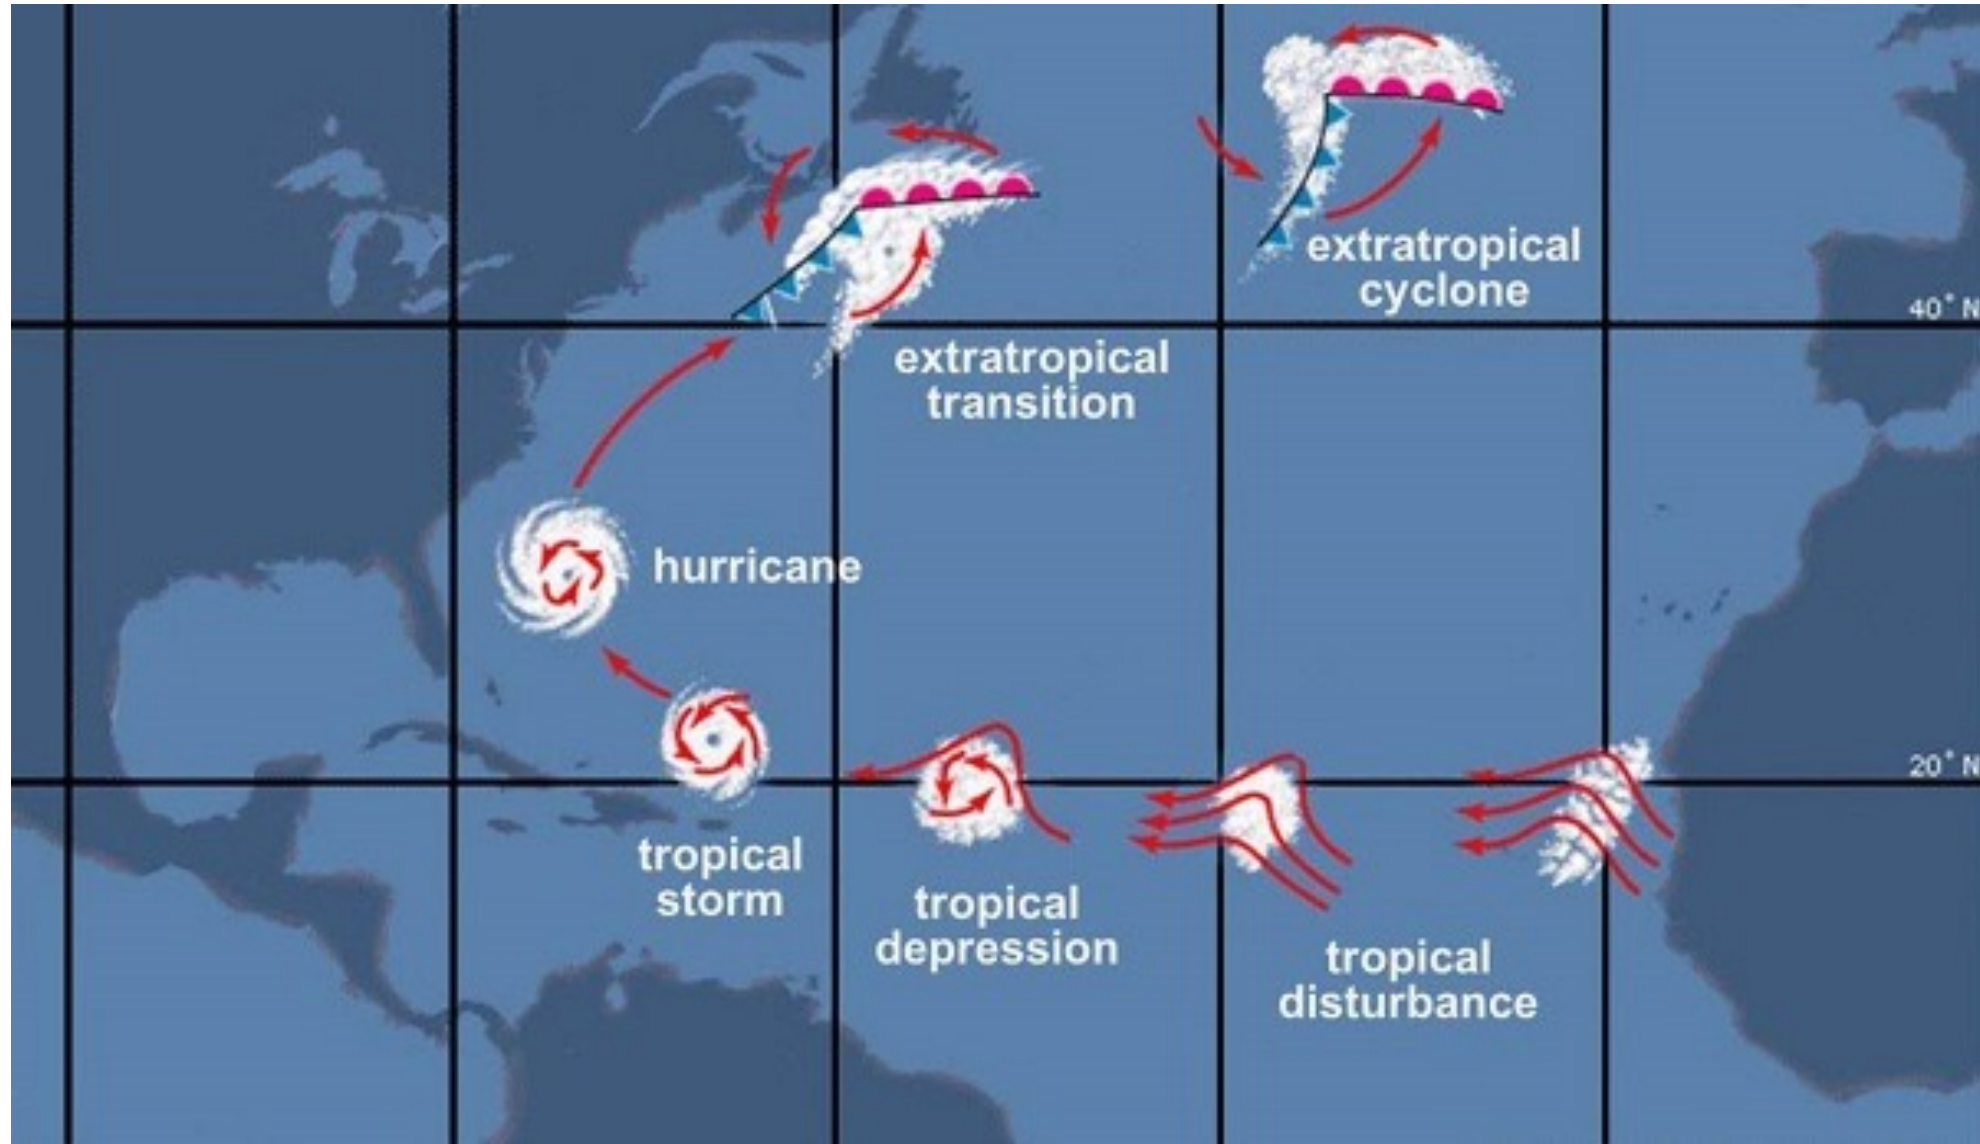 extratropical
cyclone
40° N
extratropical
transition
hurricane
20° N
tropical
storm
tropical
depression
tropical
disturbance